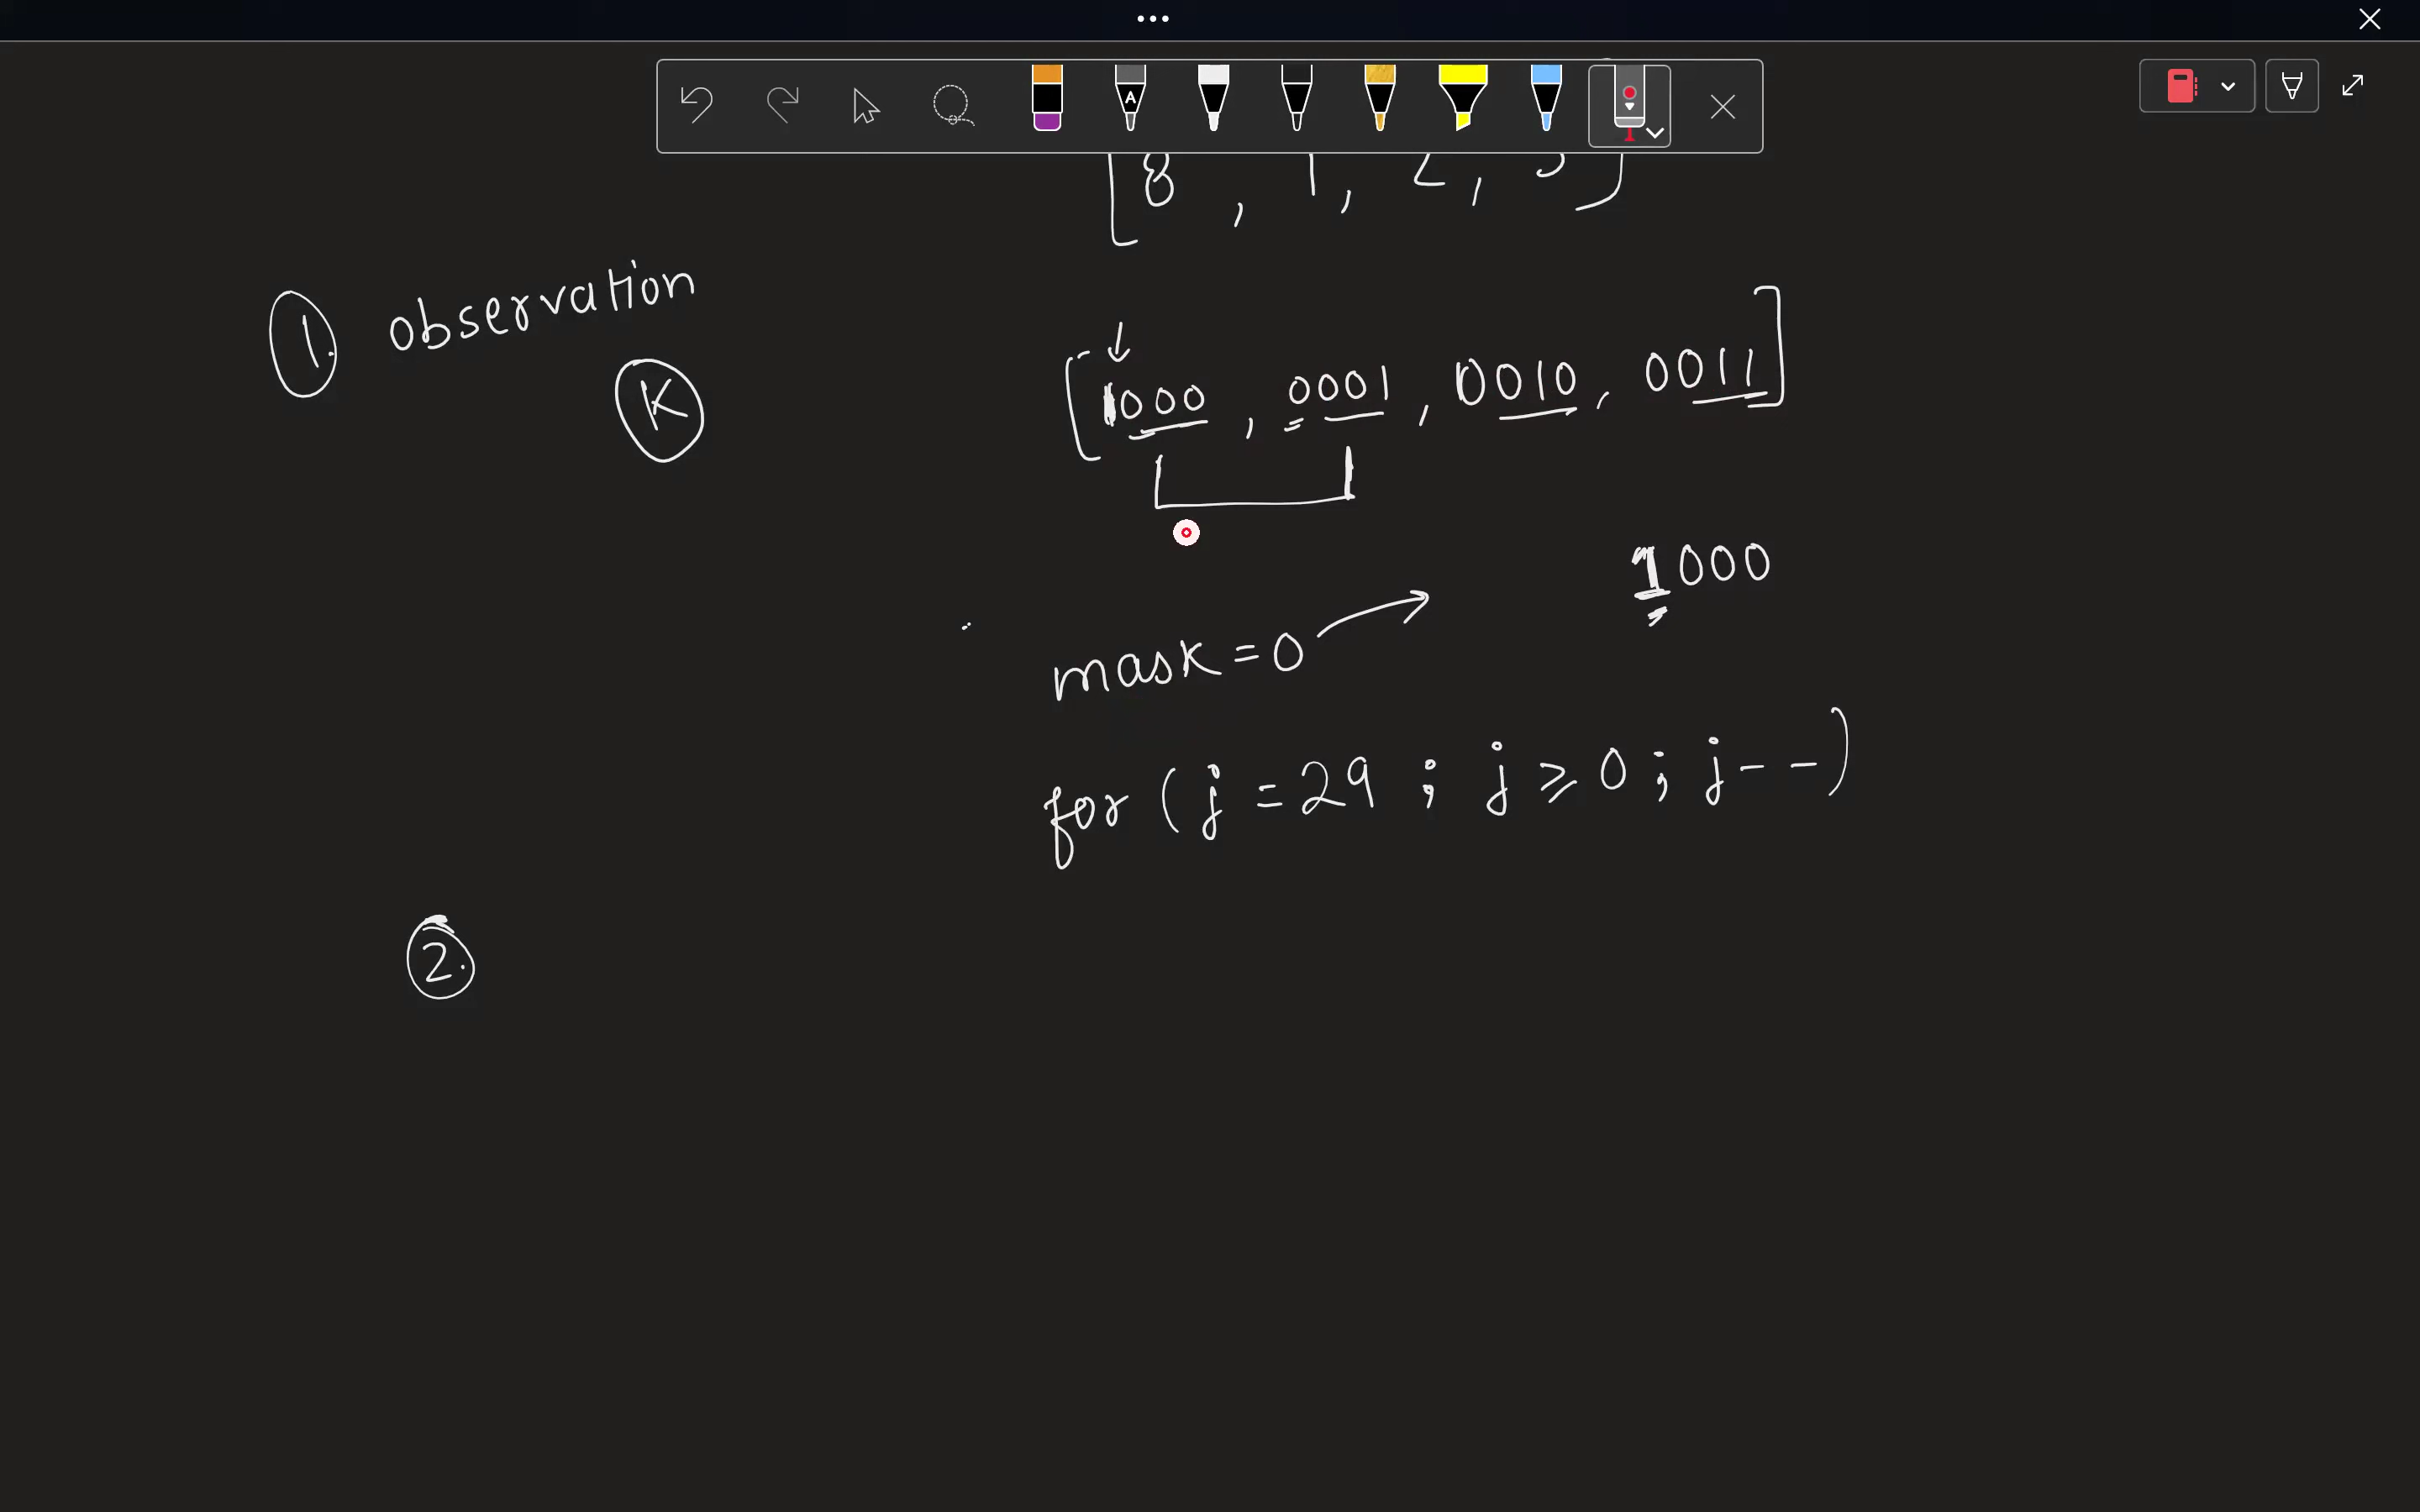 [8, 1, 2, 3]
1. observation
K
[1000, 0001, 0010, 0011]
1000
mask = 0
for (j = 29 ; j ≥ 0 ; j--)
2.